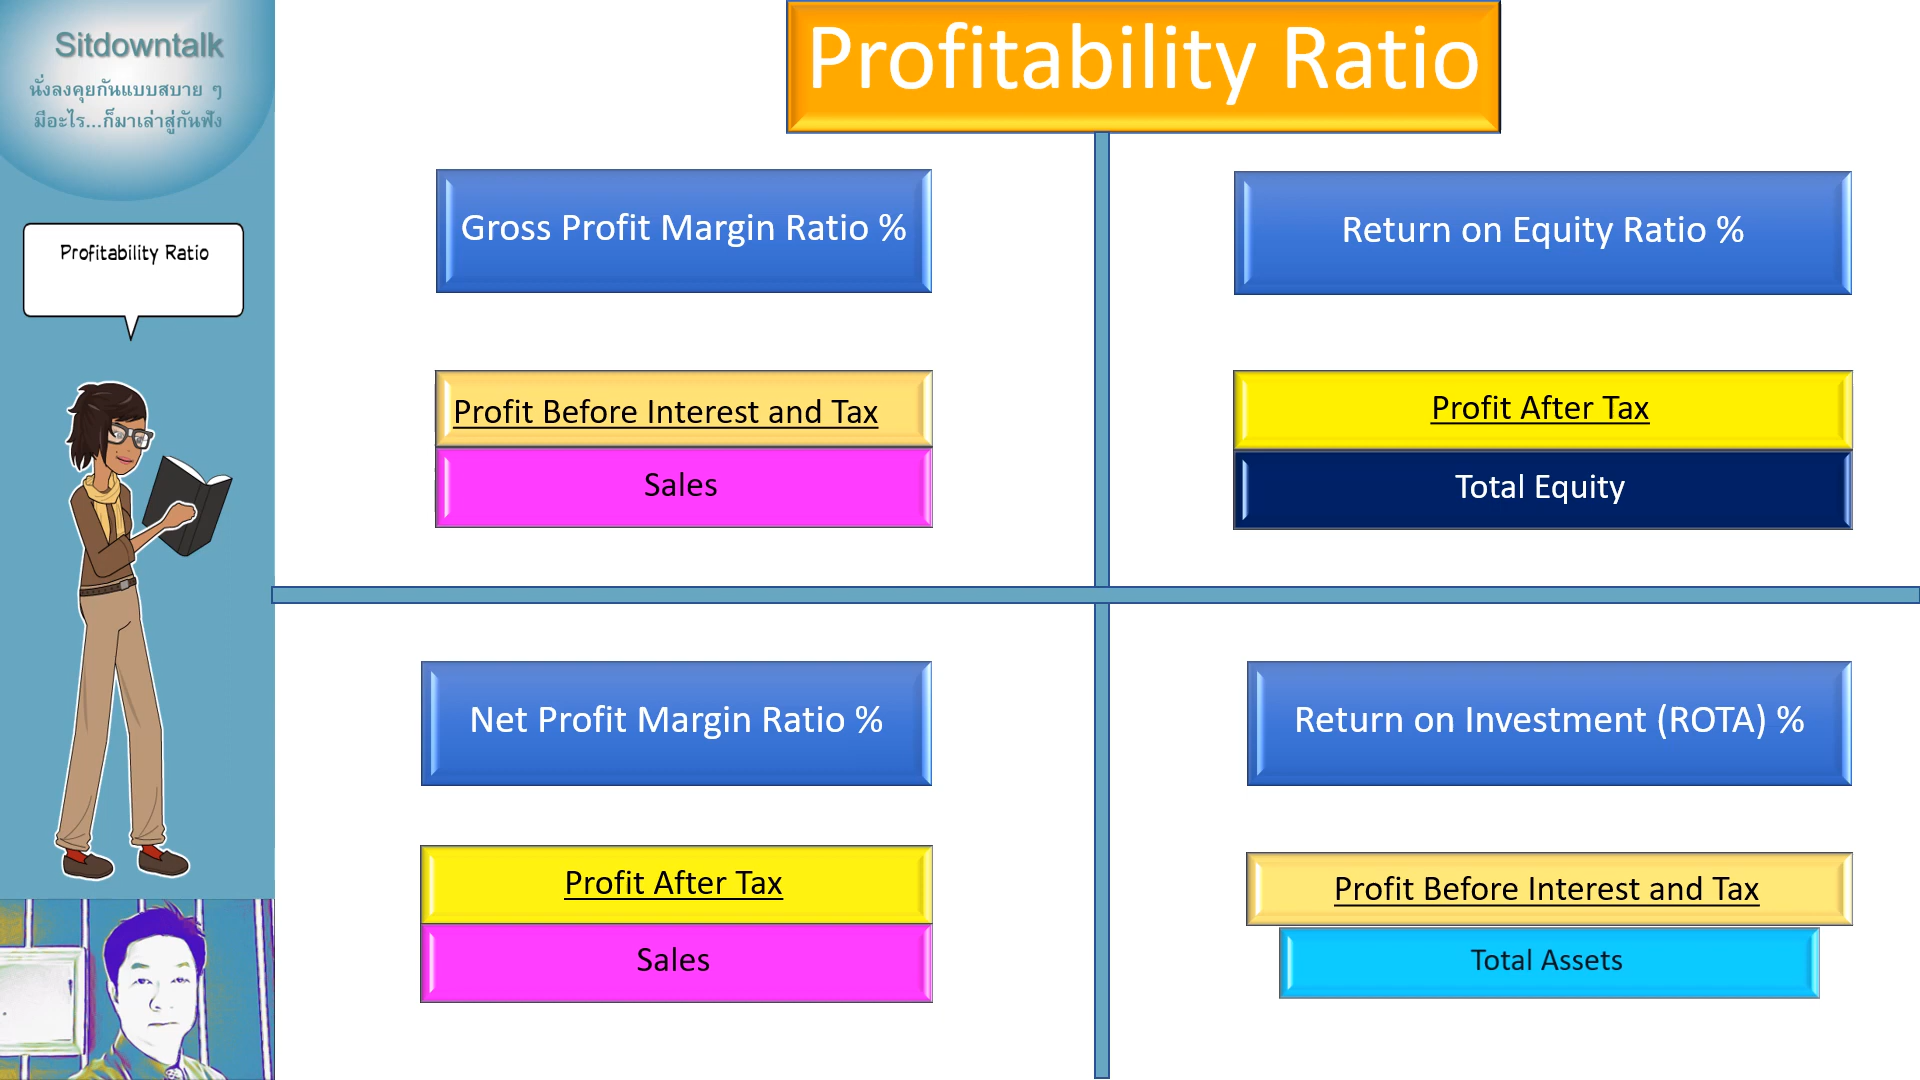 Sitdowntalk
นั่งลงคุยกันแบบสบาย ๆ
มีอะไร...ก็มาเล่าสู่กันฟัง
Profitability Ratio
Profitability Ratio
Gross Profit Margin Ratio %
Profit Before Interest and Tax
Sales
Return on Equity Ratio %
Profit After Tax
Total Equity
Net Profit Margin Ratio %
Profit After Tax
Sales
Return on Investment (ROTA) %
Profit Before Interest and Tax
Total Assets